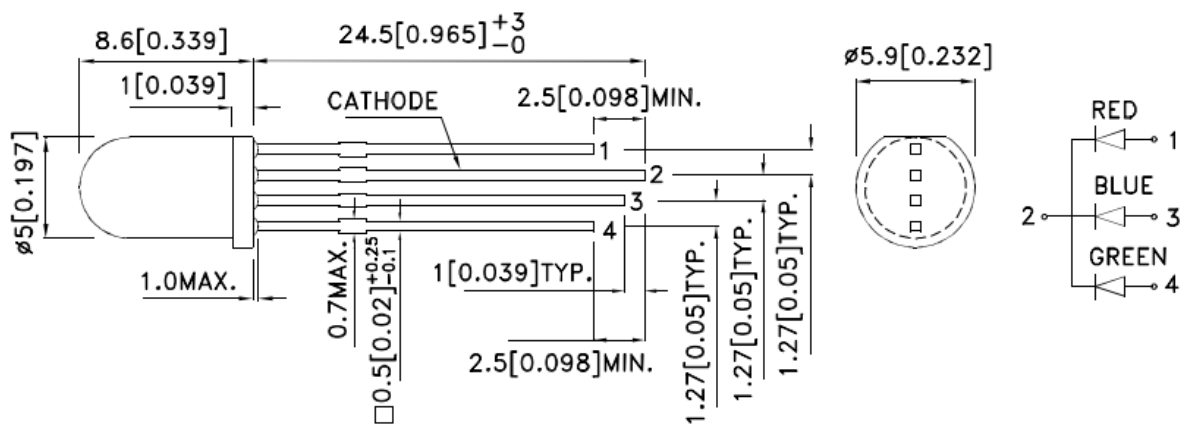 8.6[0.339]
24.5[0.965] +3 -0
1[0.039]
CATHODE
2.5[0.098]MIN.
ø5[0.197]
1
2
3
4
1.0MAX.
0.7MAX.
□0.5[0.02] +0.25 -0.1
1[0.039]TYP.
2.5[0.098]MIN.
1.27[0.05]TYP.
1.27[0.05]TYP.
1.27[0.05]TYP.
ø5.9[0.232]
RED
1
BLUE
2
3
GREEN
4